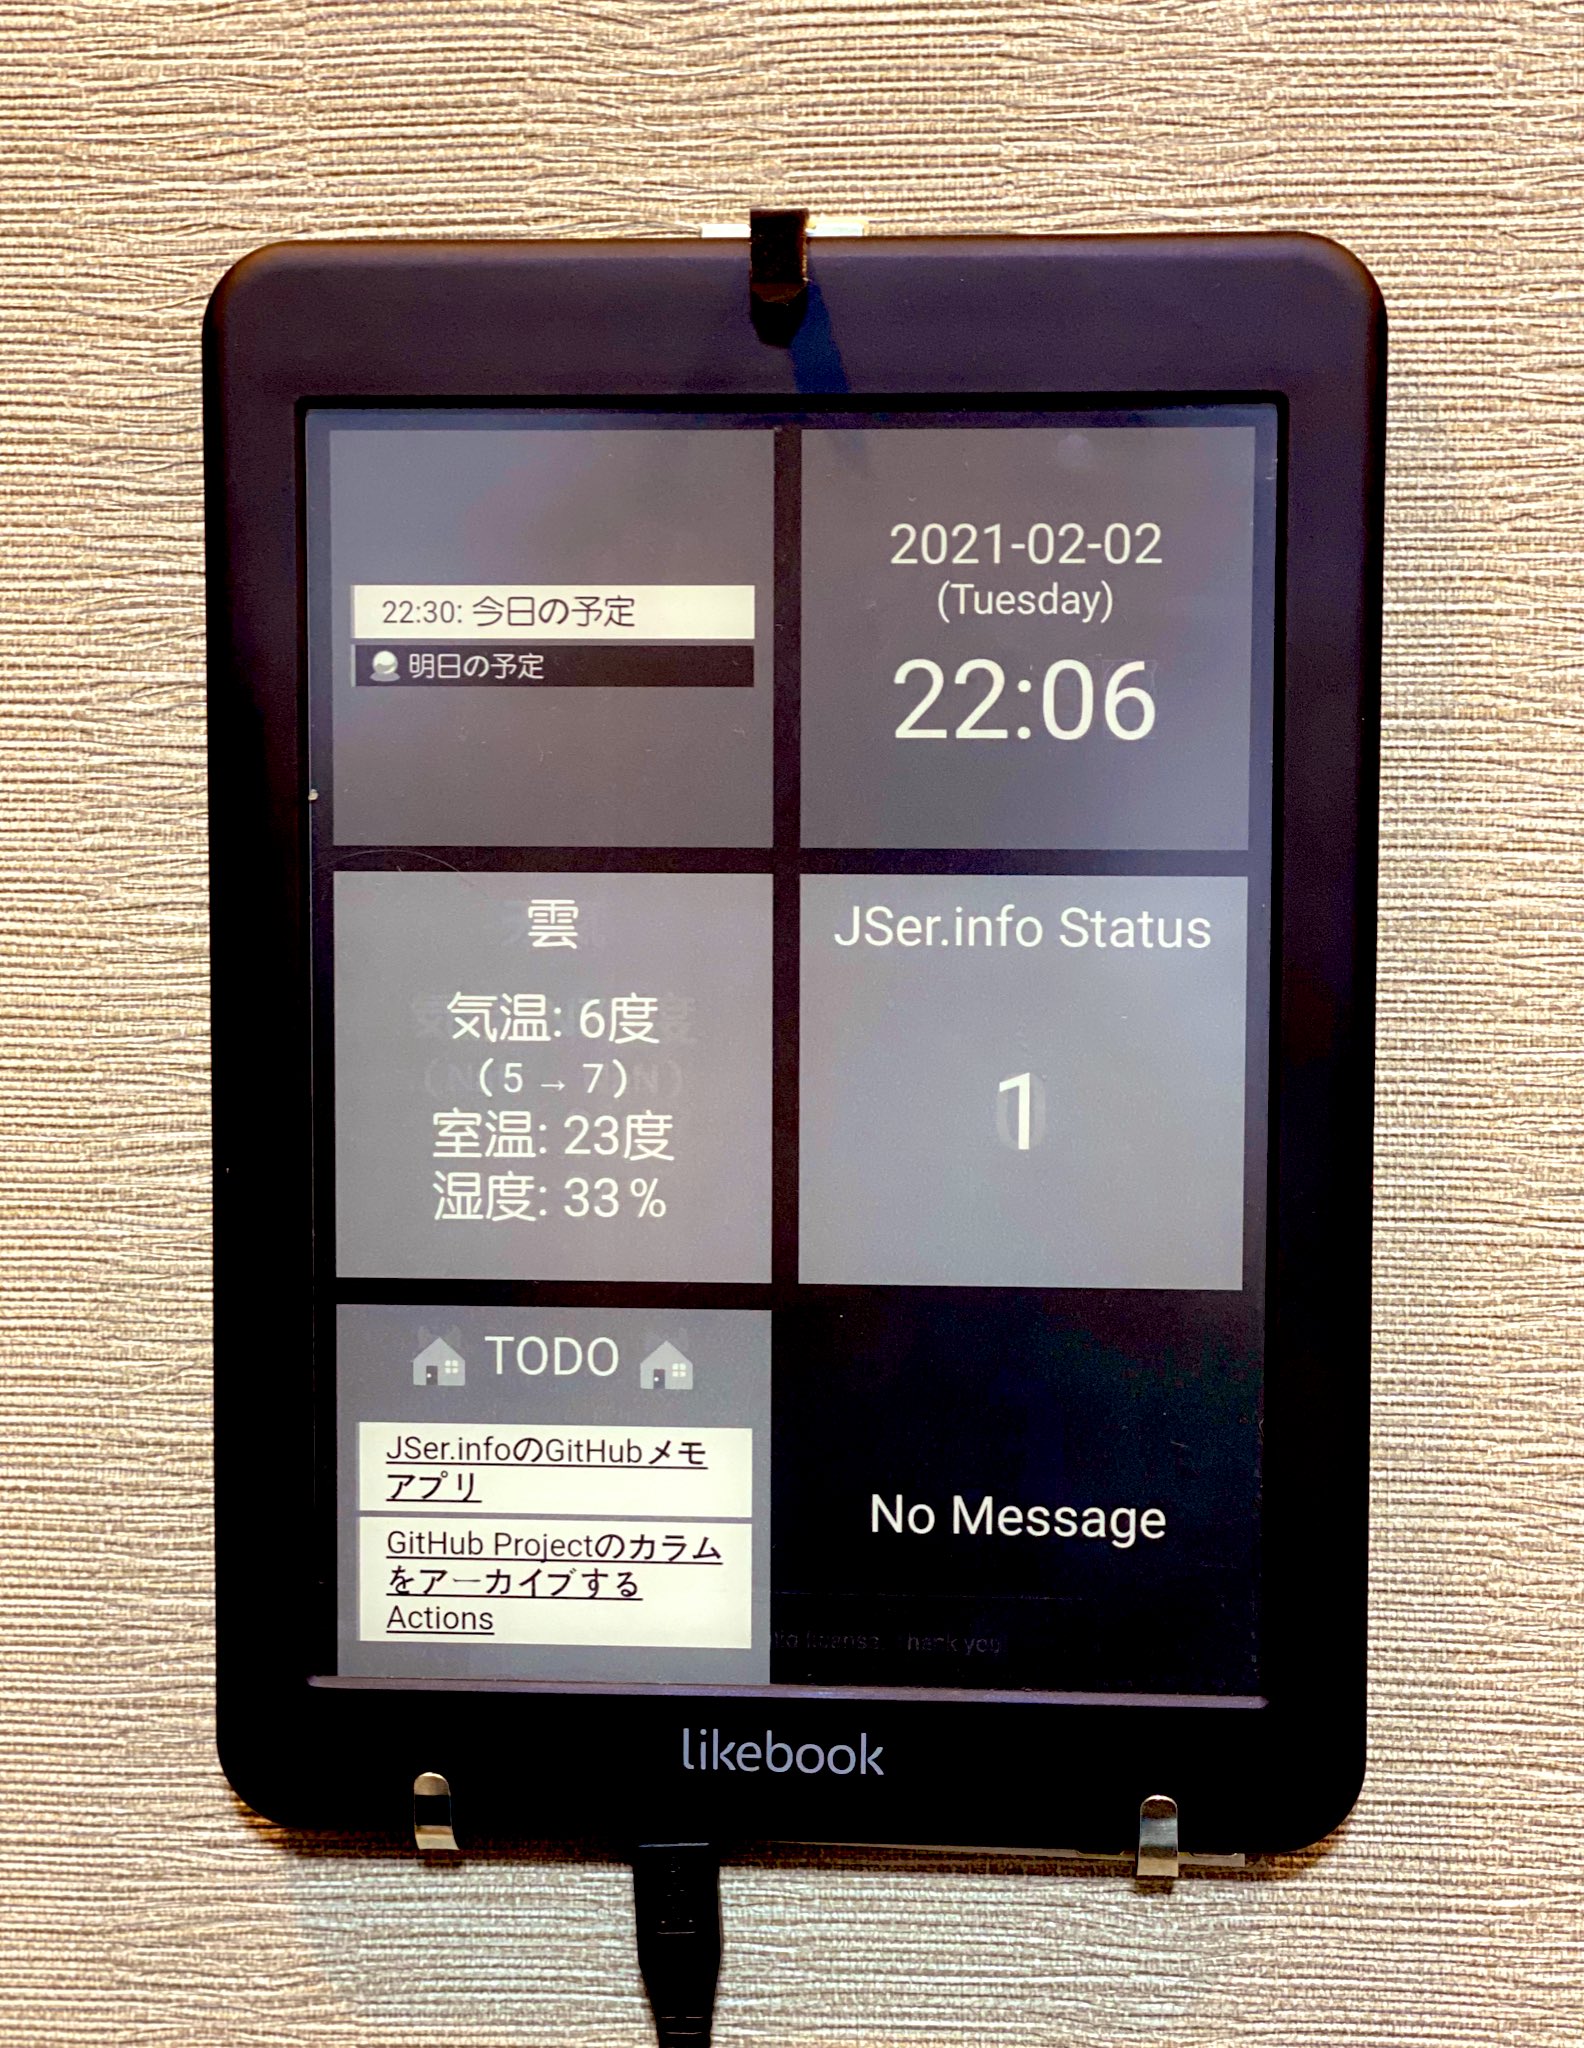 22:30: 今日の予定
明日の予定
2021-02-02
(Tuesday)
22:06
雲
気温: 6度
(5 → 7)
室温: 23度
湿度: 33%
JSer.info Status
1
TODO
JSer.infoのGitHubメモ
アプリ
GitHub Projectのカラム
をアーカイブする
Actions
No Message
license. Thank you
likebook